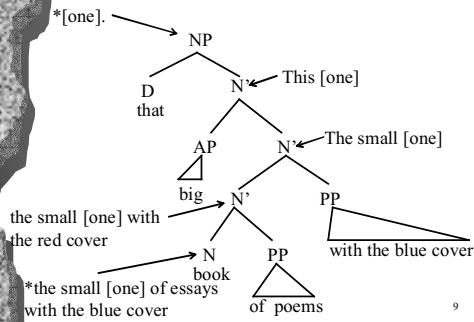 *[one].
NP
D
that
N'
This [one]
AP
big
N'
The small [one]
N'
PP
with the blue cover
the small [one] with
the red cover
N
book
PP
of poems
*the small [one] of essays
with the blue cover
9